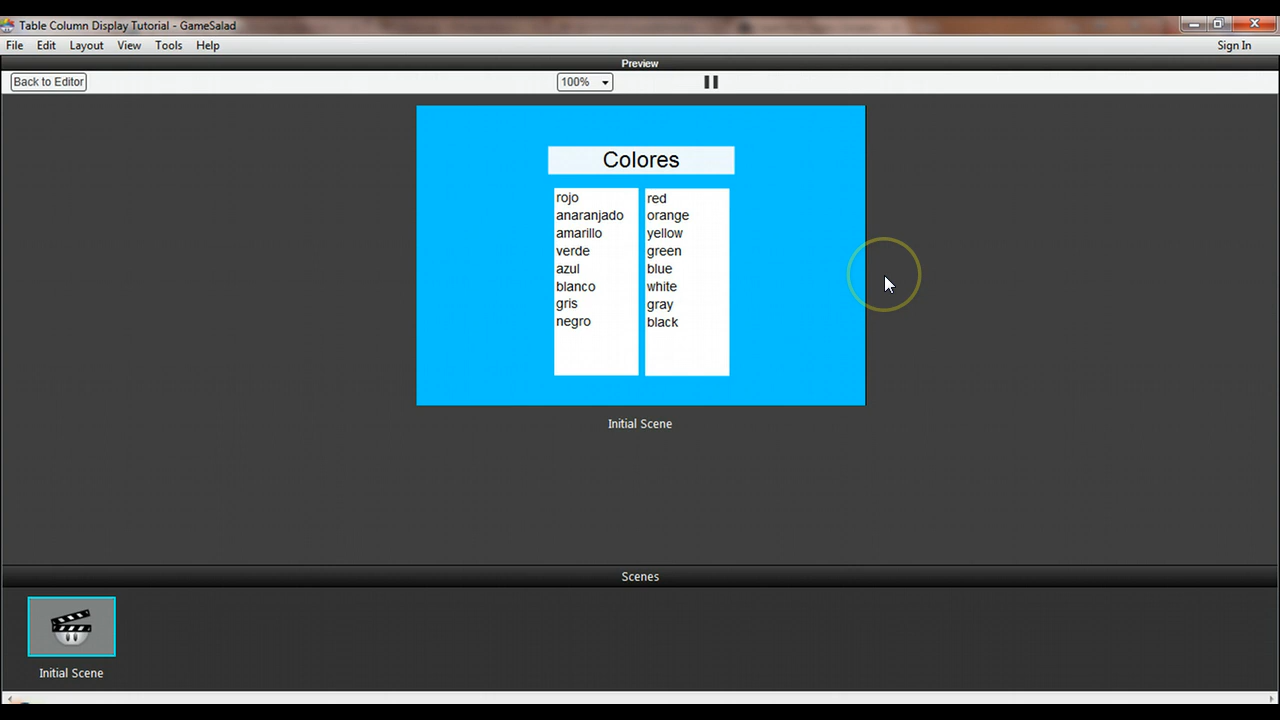 Table Column Display Tutorial - GameSalad
File Edit Layout View Tools Help Sign In
Preview
Back to Editor 100%
Colores
rojo red
anaranjado orange
amarillo yellow
verde green
azul blue
blanco white
gris gray
negro black
Initial Scene
Scenes
Initial Scene